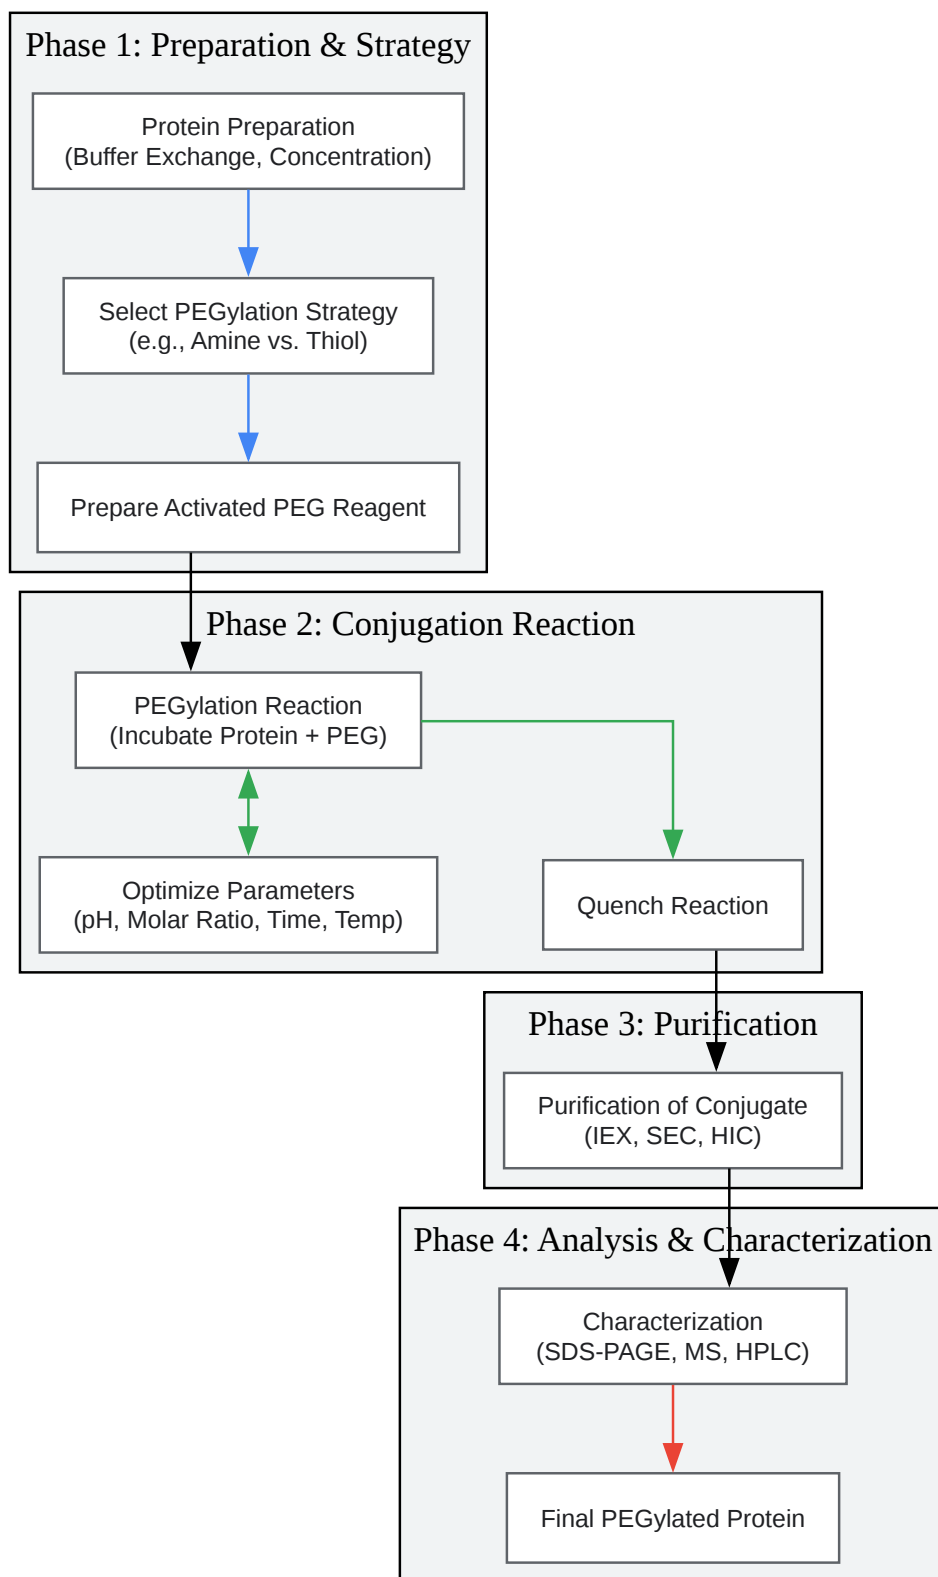 Phase 1: Preparation & Strategy
Protein Preparation
(Buffer Exchange, Concentration)
Select PEGylation Strategy
(e.g., Amine vs. Thiol)
Prepare Activated PEG Reagent
Phase 2: Conjugation Reaction
PEGylation Reaction
(Incubate Protein + PEG)
Optimize Parameters
(pH, Molar Ratio, Time, Temp)
Quench Reaction
Phase 3: Purification
Purification of Conjugate
(IEX, SEC, HIC)
Phase 4: Analysis & Characterization
Characterization
(SDS-PAGE, MS, HPLC)
Final PEGylated Protein